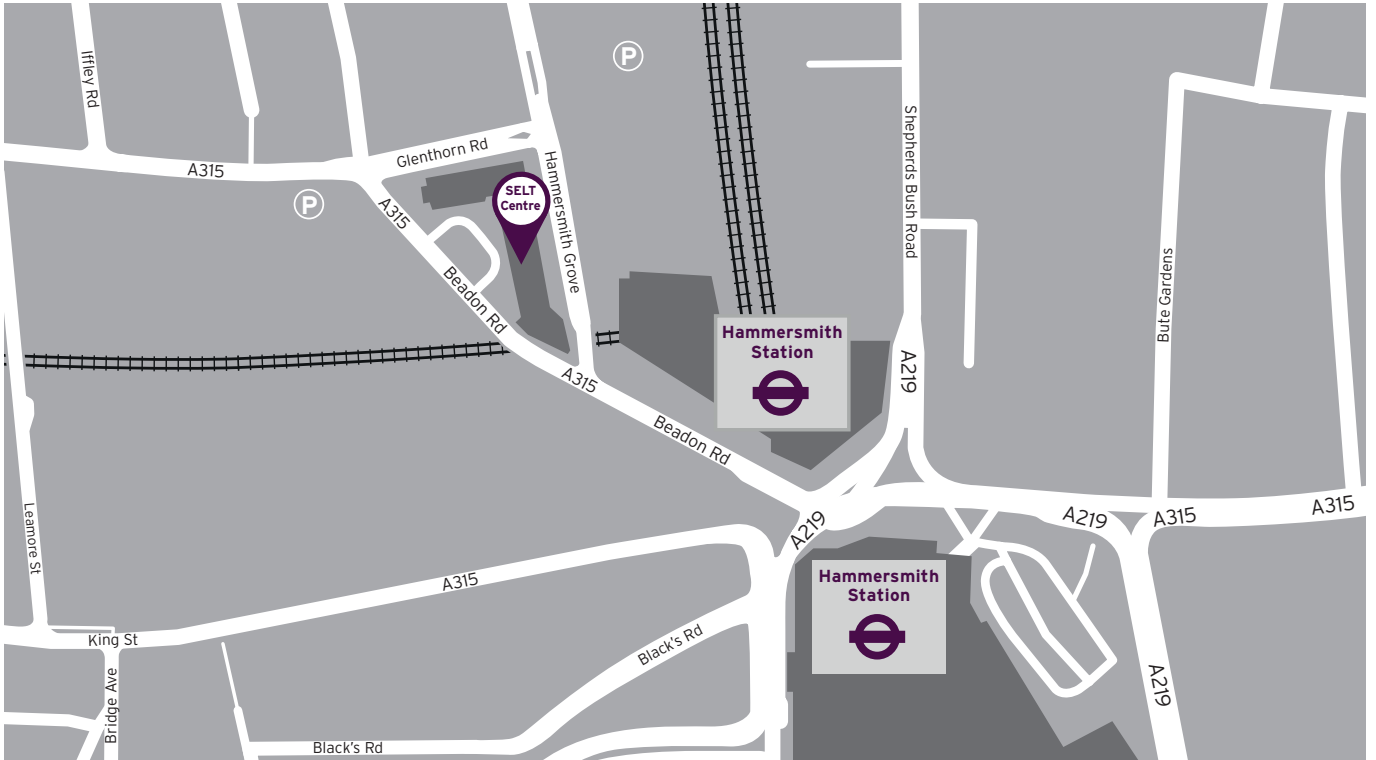 P
Iffley Rd
Glenthorn Rd
A315
P
SELT
Centre
A315
Hammersmith Grove
Shepherds Bush Road
Beadon Rd
Bute Gardens
Hammersmith
Station
A315
A219
Beadon Rd
Leamore St
A219
A219
A315
A315
A315
Hammersmith
Station
King St
Black's Rd
Bridge Ave
A219
Black's Rd